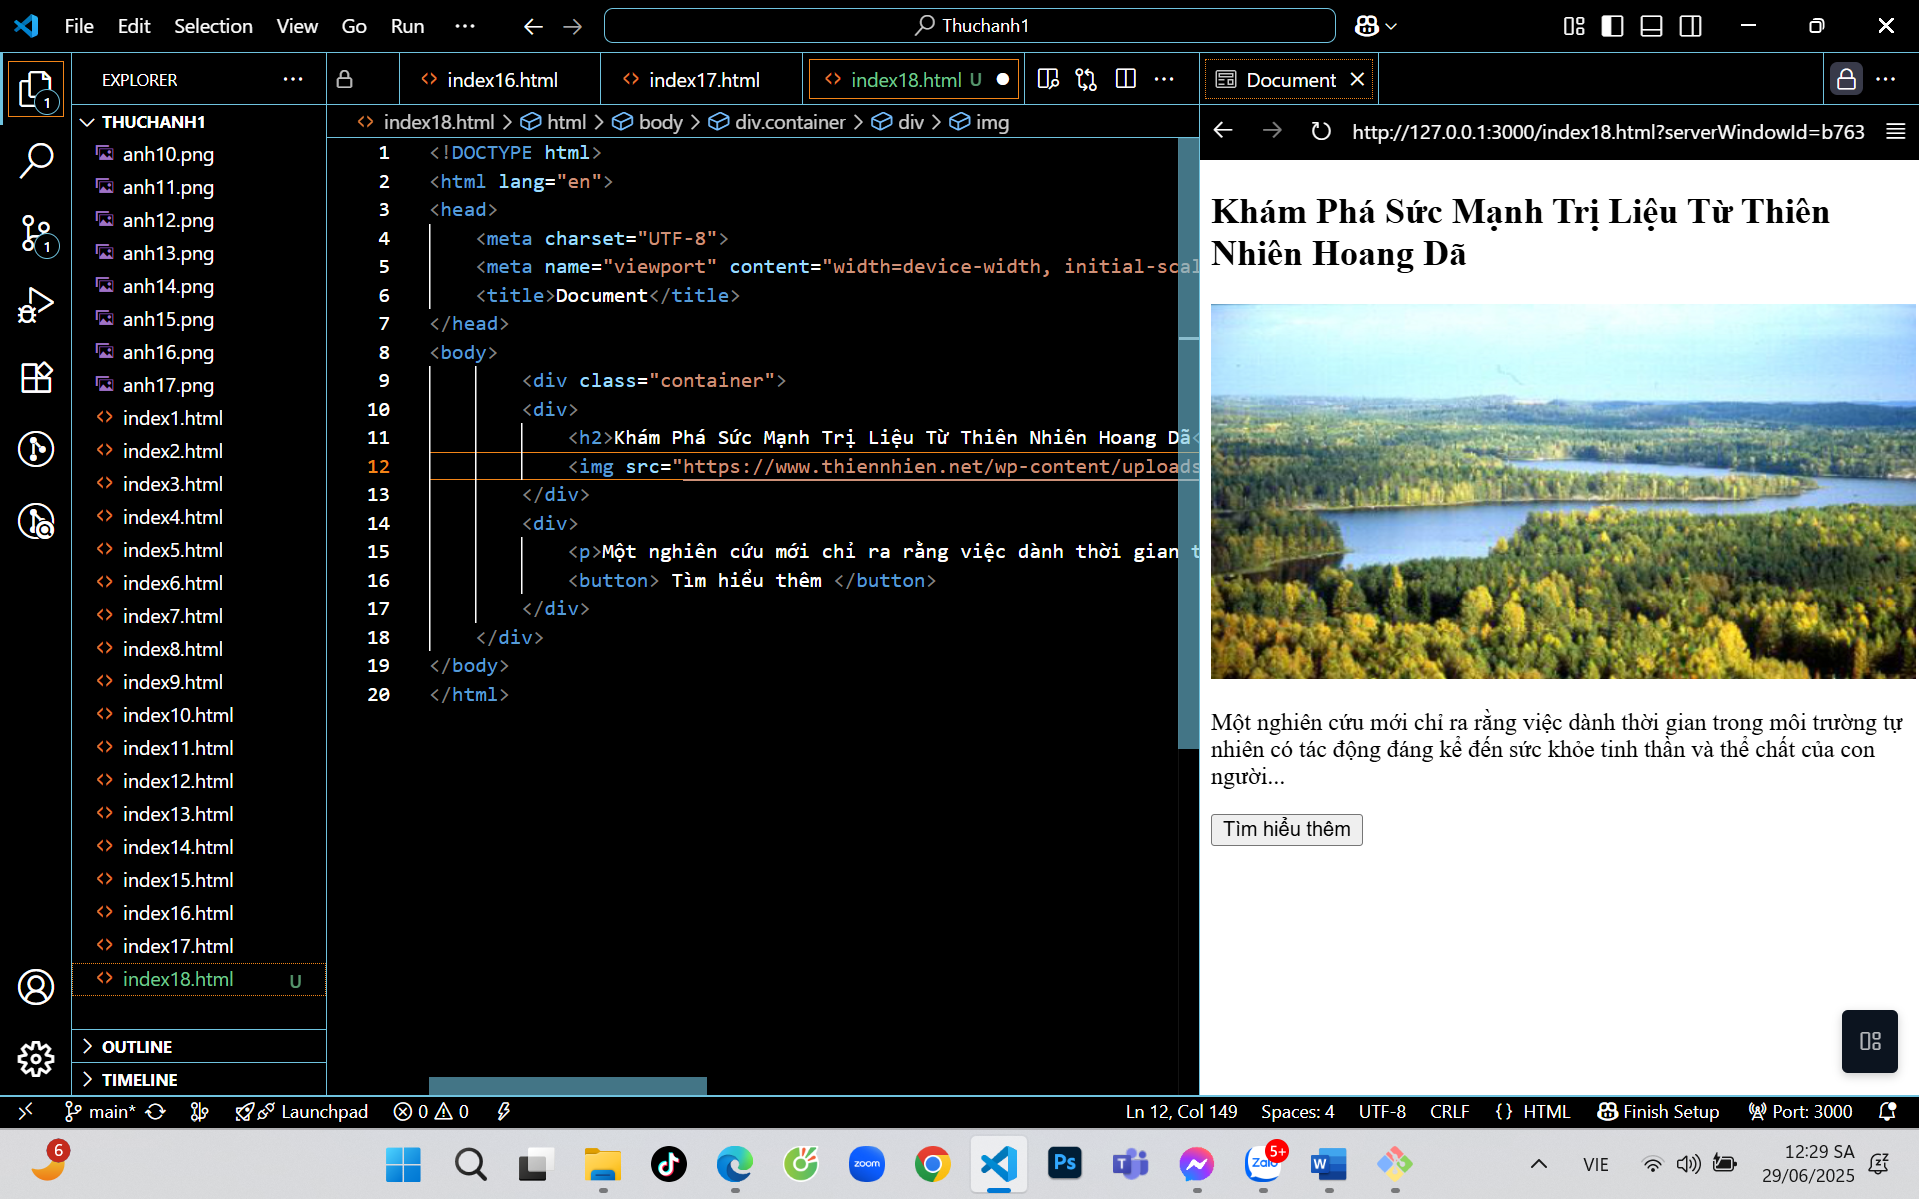 File Edit Selection View Go Run ··· Thuchanh1
EXPLORER
index16.html index17.html index18.html U Document
1
index18.html > html > body > div.container > div > img
http://127.0.0.1:3000/index18.html?serverWindowId=b763
THUCHANH1
anh10.png
anh11.png
anh12.png
anh13.png
anh14.png
anh15.png
anh16.png
anh17.png
index1.html
index2.html
index3.html
index4.html
index5.html
index6.html
index7.html
index8.html
index9.html
index10.html
index11.html
index12.html
index13.html
index14.html
index15.html
index16.html
index17.html
index18.html U
OUTLINE
TIMELINE
1
1 <!DOCTYPE html>
2 <html lang="en">
3 <head>
4 <meta charset="UTF-8">
5 <meta name="viewport" content="width=device-width, initial-scal
6 <title>Document</title>
7 </head>
8 <body>
9 <div class="container">
10 <div>
11 <h2>Khám Phá Sức Mạnh Trị Liệu Từ Thiên Nhiên Hoang Dã<
12 <img src="https://www.thiennhien.net/wp-content/uploads
13 </div>
14 <div>
15 <p>Một nghiên cứu mới chỉ ra rằng việc dành thời gian t
16 <button> Tìm hiểu thêm </button>
17 </div>
18 </div>
19 </body>
20 </html>
Khám Phá Sức Mạnh Trị Liệu Từ Thiên
Nhiên Hoang Dã
Một nghiên cứu mới chỉ ra rằng việc dành thời gian trong môi trường tự
nhiên có tác động đáng kể đến sức khỏe tinh thần và thể chất của con
người...
Tìm hiểu thêm
main* Launchpad 0 0 Ln 12, Col 149 Spaces: 4 UTF-8 CRLF {} HTML Finish Setup Port: 3000
6 zoom Ps Zalo 5+ W VIE
12:29 SA
29/06/2025